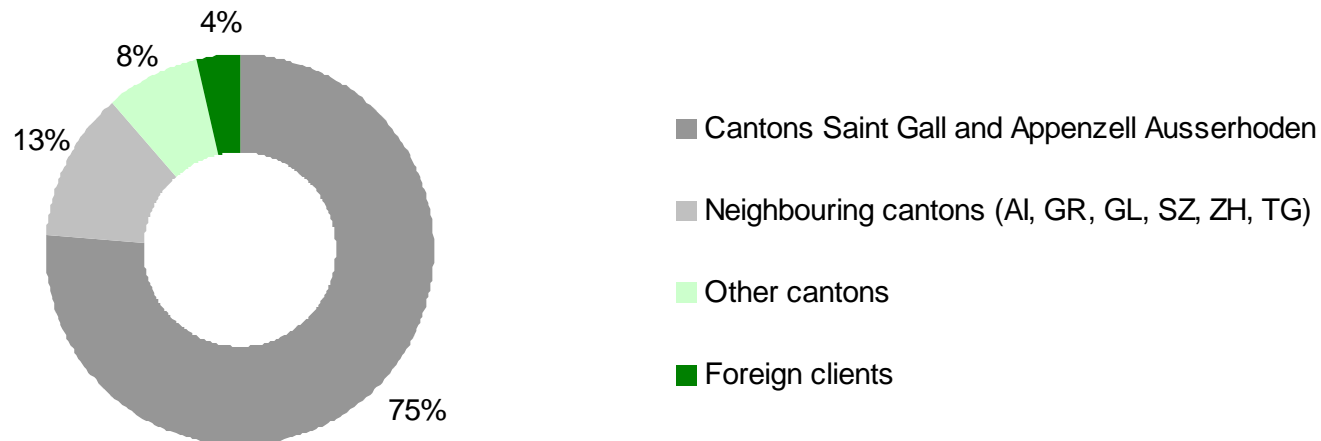 4%
8%
13%
75%
Cantons Saint Gall and Appenzell Ausserhoden
Neighbouring cantons (AI, GR, GL, SZ, ZH, TG)
Other cantons
Foreign clients